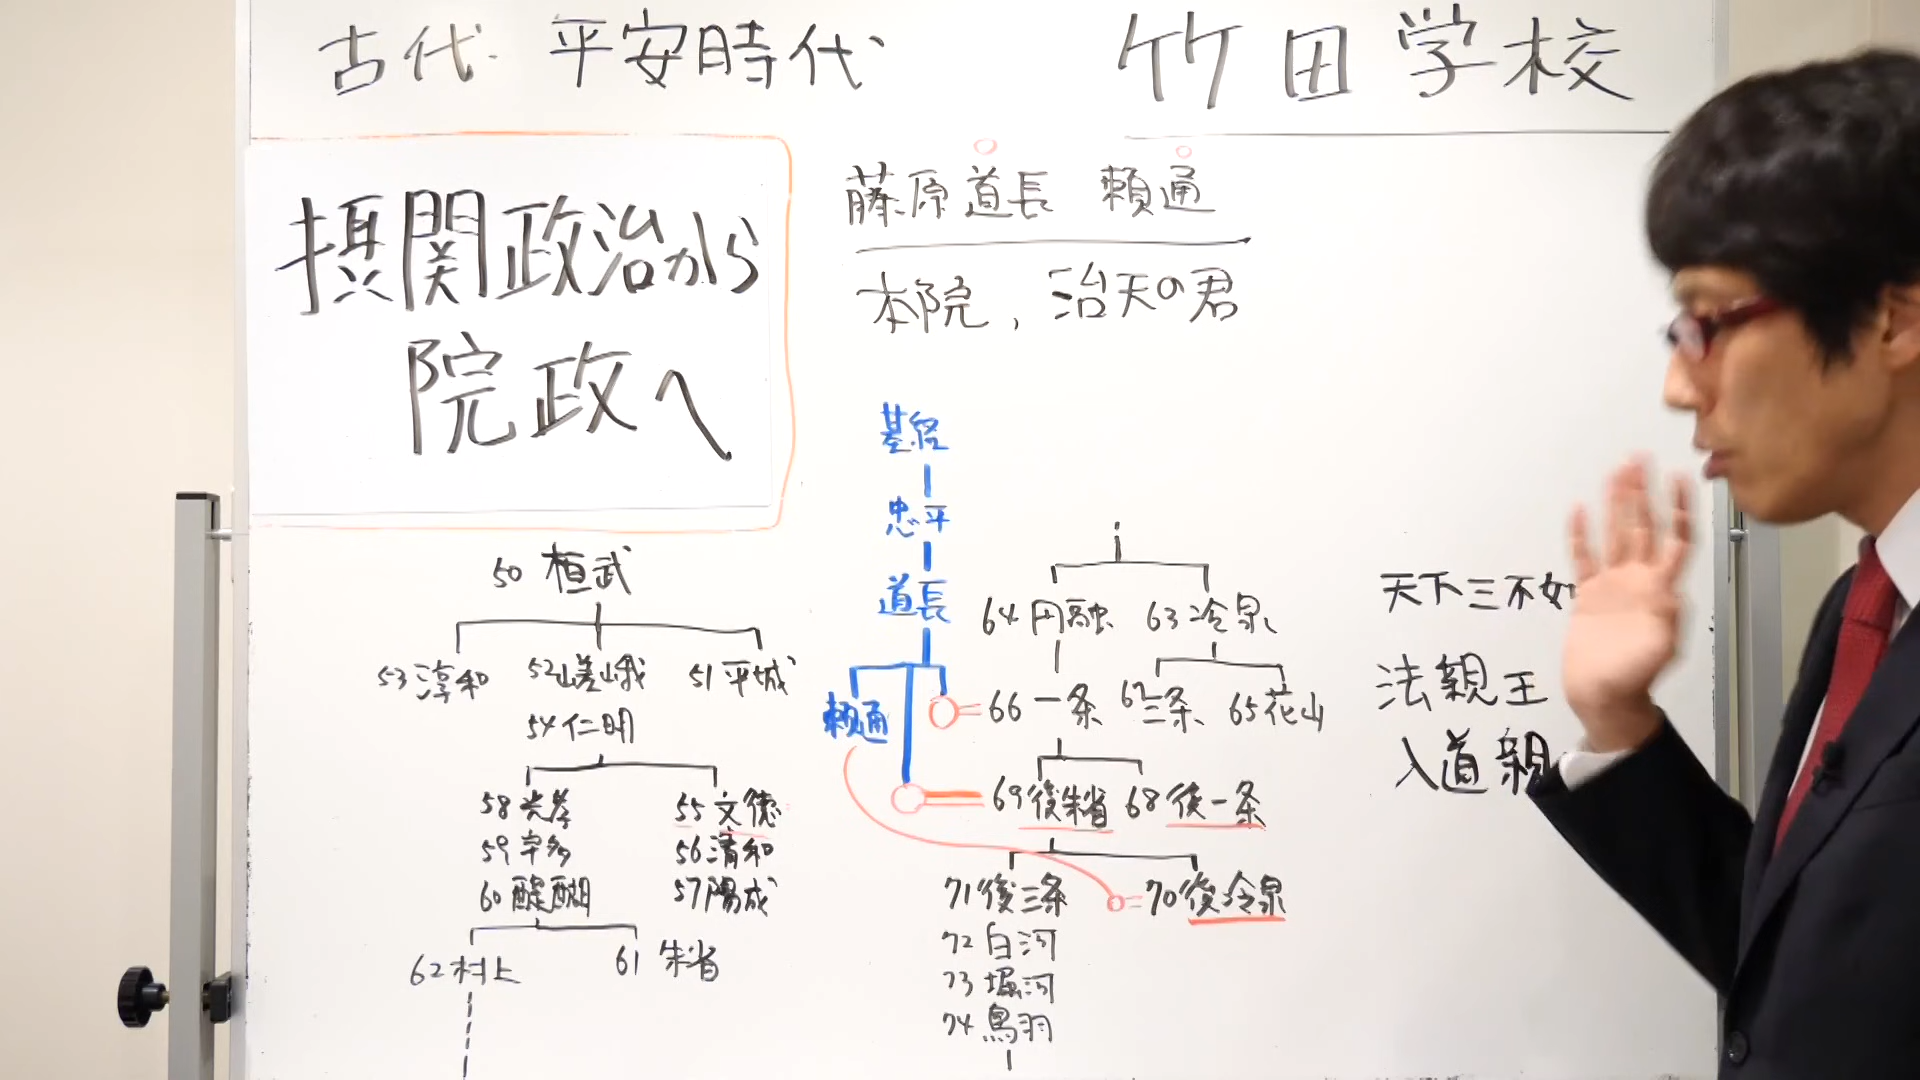 古代 平安時代
竹田学校
摂関政治から
院政へ
藤原道長 頼通
本院, 治天の君
50 桓武
53 淳和 52 嵯峨 51 平城
54 仁明
58 光孝 55 文徳
59 宇多 56 清和
60 醍醐 57 陽成
62 村上 61 朱雀
基経
忠平
道長
頼通
64 円融 63 冷泉
66 一条 67 三条 65 花山
69 後朱雀 68 後一条
71 後三条 70 後冷泉
72 白河
73 堀河
74 鳥羽
天下三不如
法親王
入道親